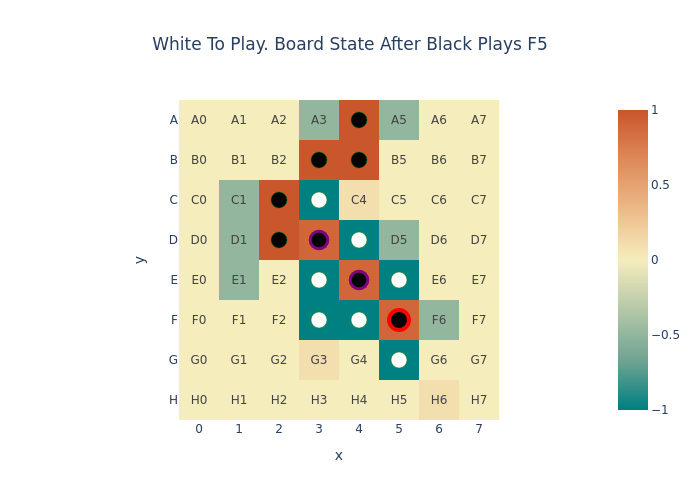 White To Play. Board State After Black Plays F5
A A0 A1 A2 A3 A5 A6 A7
B B0 B1 B2 B5 B6 B7
C C0 C1 C4 C5 C6 C7
D D0 D1 D5 D6 D7
E E0 E1 E2 E6 E7
F F0 F1 F2 F6 F7
G G0 G1 G2 G3 G4 G6 G7
H H0 H1 H2 H3 H4 H5 H6 H7
0 1 2 3 4 5 6 7
x
y
1
0.5
0
−0.5
−1